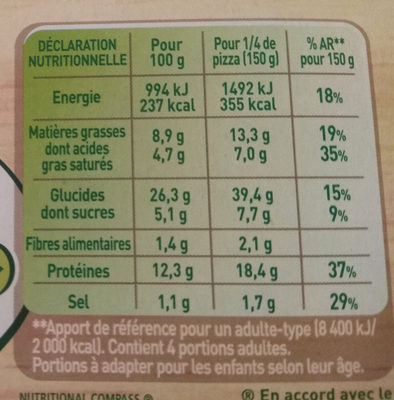 DÉCLARATION NUTRITIONNELLE Pour 100 g Pour 1/4 de pizza (150 g) % AR** pour 150 g
Energie 994 kJ 1492 kJ 18%
237 kcal 355 kcal
Matières grasses 8,9 g 13,3 g 19%
dont acides gras saturés 4,7 g 7,0 g 35%
Glucides 26,3 g 39,4 g 15%
dont sucres 5,1 g 7,7 g 9%
Fibres alimentaires 1,4 g 2,1 g
Protéines 12,3 g 18,4 g 37%
Sel 1,1 g 1,7 g 29%
**Apport de référence pour un adulte-type (8 400 kJ/
2 000 kcal). Contient 4 portions adultes.
Portions à adapter pour les enfants selon leur âge.
NUTRITIONAL COMPASS ® ® En accord avec le